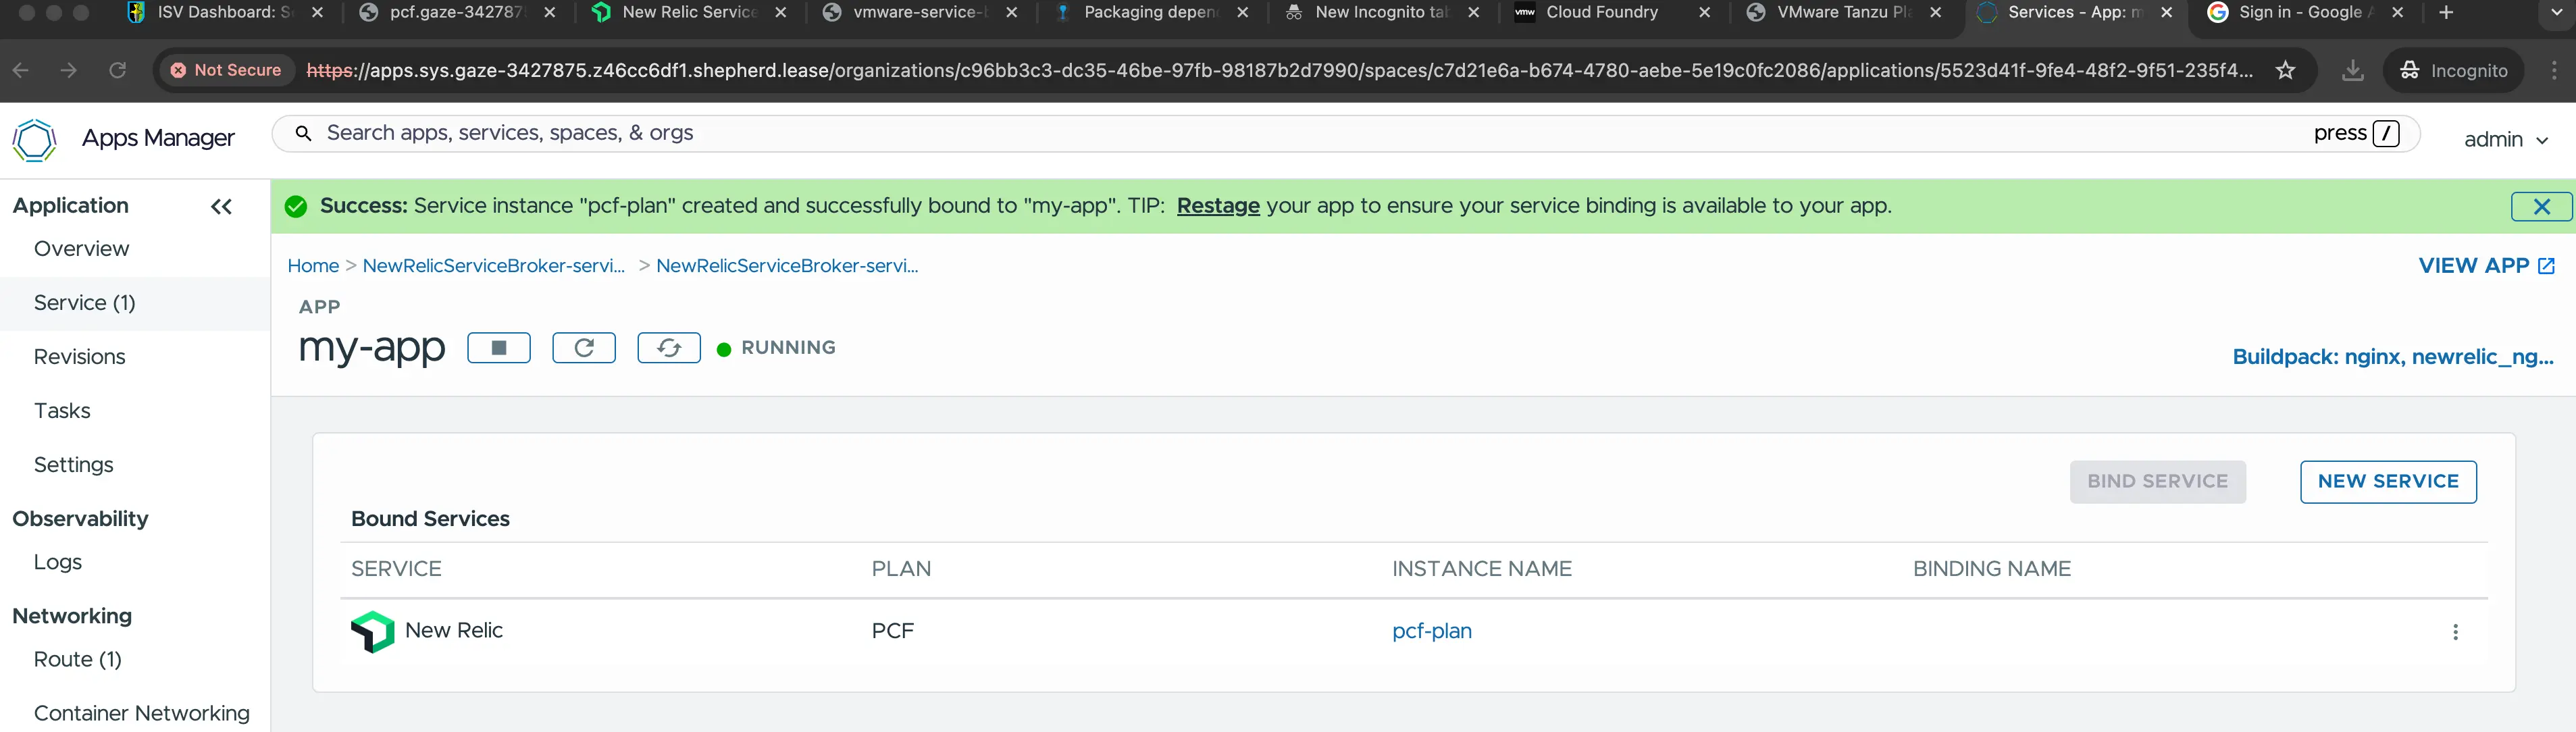 ISV Dashboard: S
pcf.gaze-342787
New Relic Service
vmware-service-
Packaging depen
New Incognito ta
vmw
Cloud Foundry
VMware Tanzu Pl
Services - App: m
Sign in - Google A
Not Secure
https://apps.sys.gaze-3427875.z46cc6df1.shepherd.lease/organizations/c96bb3c3-dc35-46be-97fb-98187b2d7990/spaces/c7d21e6a-b674-4780-aebe-5e19c0fc2086/applications/5523d41f-9fe4-48f2-9f51-235f4...
Incognito
Apps Manager
Search apps, services, spaces, & orgs
press /
admin
Application
Overview
Service (1)
Revisions
Tasks
Settings
Observability
Logs
Networking
Route (1)
Container Networking
Success: Service instance "pcf-plan" created and successfully bound to "my-app". TIP: Restage your app to ensure your service binding is available to your app.
Home > NewRelicServiceBroker-servi... > NewRelicServiceBroker-servi...
VIEW APP
APP
my-app
RUNNING
Buildpack: nginx, newrelic_ng...
BIND SERVICE
NEW SERVICE
Bound Services
SERVICE
PLAN
INSTANCE NAME
BINDING NAME
New Relic
PCF
pcf-plan